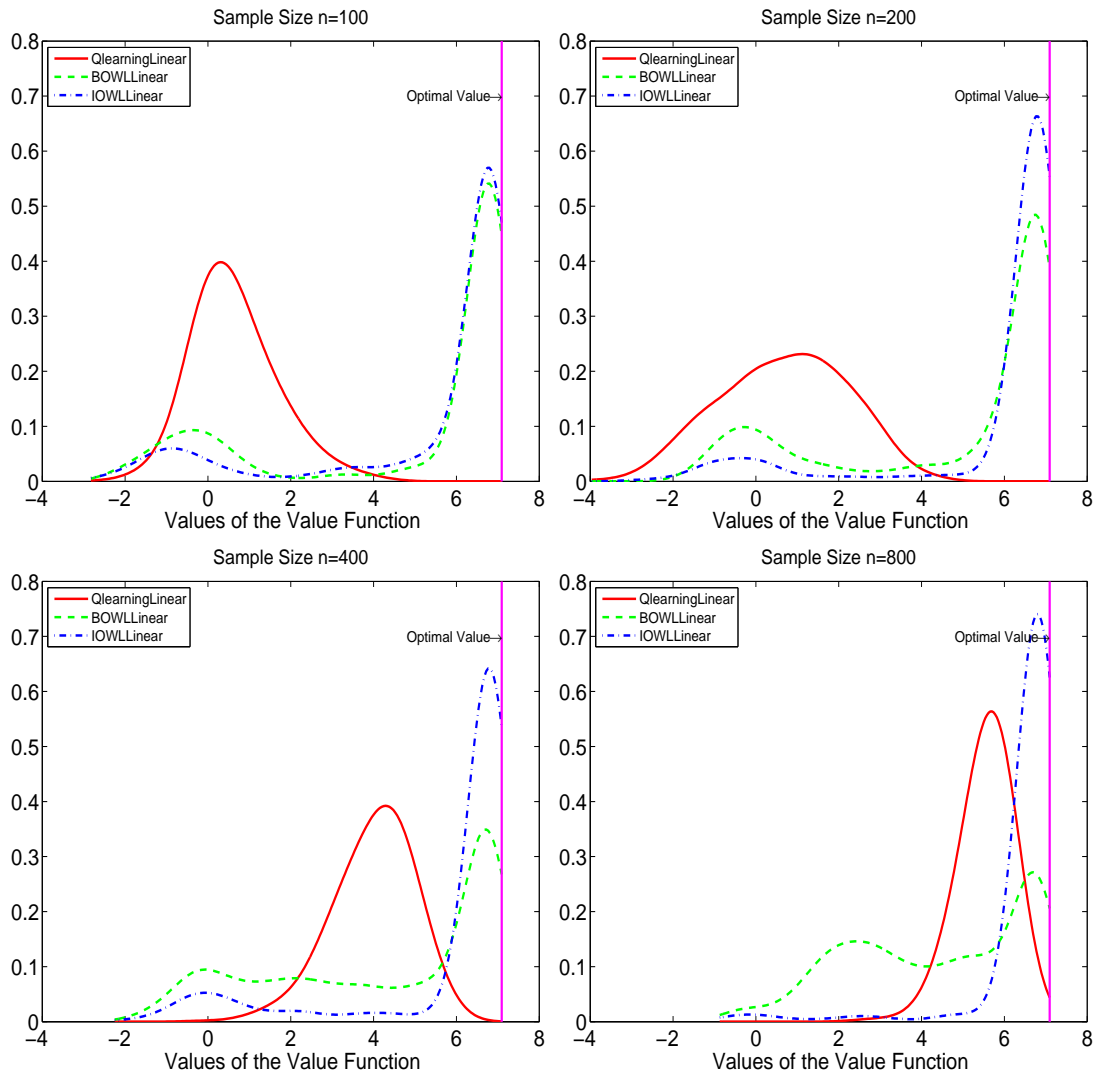 Sample Size n=100
0.8
0.7
0.6
0.5
0.4
0.3
0.2
0.1
0
QlearningLinear
BOWLLinear
IOWLLinear
Optimal Value
−4 −2 0 2 4 6 8
Values of the Value Function
Sample Size n=200
0.8
0.7
0.6
0.5
0.4
0.3
0.2
0.1
0
QlearningLinear
BOWLLinear
IOWLLinear
Optimal Value
−4 −2 0 2 4 6 8
Values of the Value Function
Sample Size n=400
0.8
0.7
0.6
0.5
0.4
0.3
0.2
0.1
0
QlearningLinear
BOWLLinear
IOWLLinear
Optimal Value
−4 −2 0 2 4 6 8
Values of the Value Function
Sample Size n=800
0.8
0.7
0.6
0.5
0.4
0.3
0.2
0.1
0
QlearningLinear
BOWLLinear
IOWLLinear
Optimal Value
−4 −2 0 2 4 6 8
Values of the Value Function